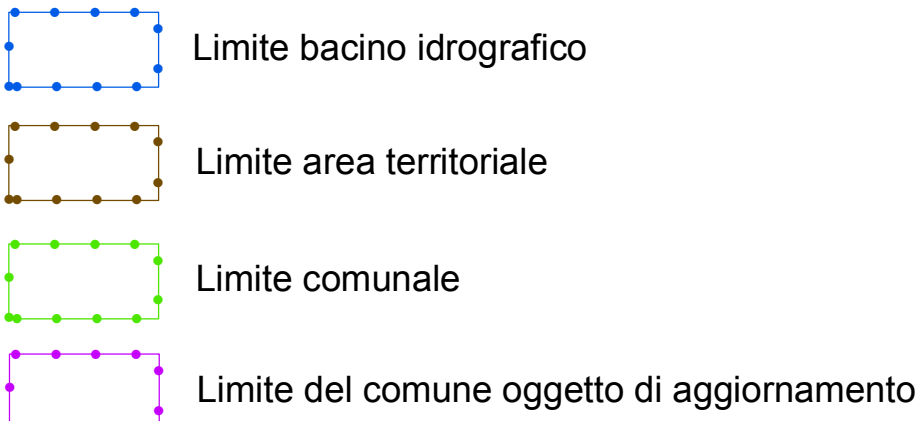 Limite bacino idrografico
Limite area territoriale
Limite comunale
Limite del comune oggetto di aggiornamento